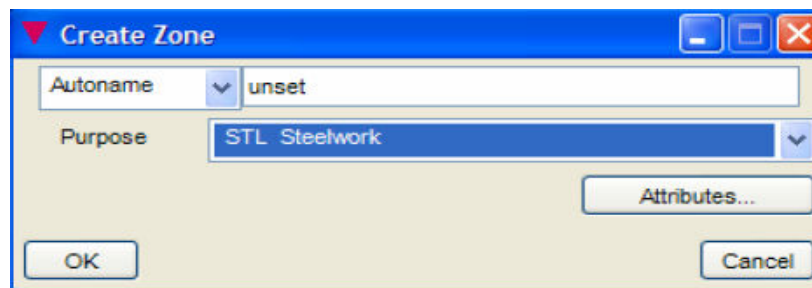 Create Zone
Autoname unset
Purpose STL Steelwork
Attributes...
OK Cancel